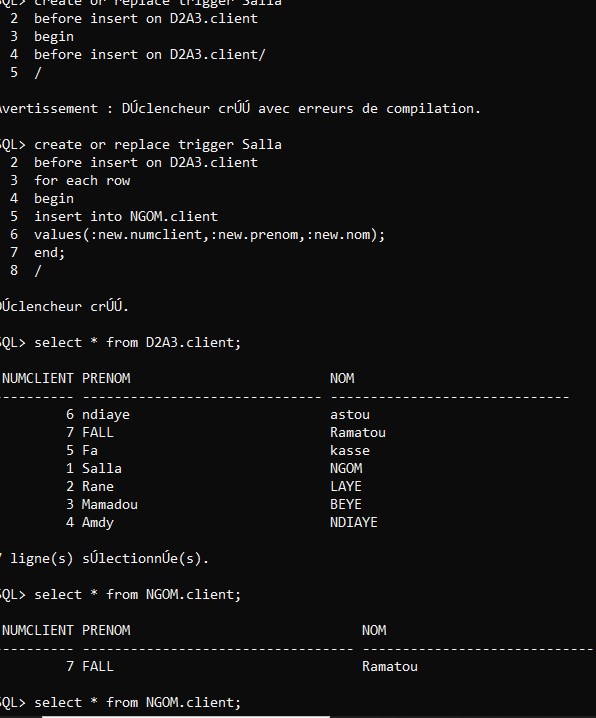 SQL> create or replace trigger Salla
  2  before insert on D2A3.client
  3  begin
  4  before insert on D2A3.client/
  5  /
Avertissement : DÚclencheur crÚÚ avec erreurs de compilation.
SQL> create or replace trigger Salla
  2  before insert on D2A3.client
  3  for each row
  4  begin
  5  insert into NGOM.client
  6  values(:new.numclient,:new.prenom,:new.nom);
  7  end;
  8  /
DÚclencheur crÚÚ.
SQL> select * from D2A3.client;
NUMCLIENT PRENOM NOM
--------- ------------------------------ ------------------------------
6 ndiaye astou
7 FALL Ramatou
5 Fa kasse
1 Salla NGOM
2 Rane LAYE
3 Mamadou BEYE
4 Amdy NDIAYE
7 ligne(s) sÚlectionnÚe(s).
SQL> select * from NGOM.client;
NUMCLIENT PRENOM NOM
--------- ---------------------------------- -----------------------------
7 FALL Ramatou
SQL> select * from NGOM.client;